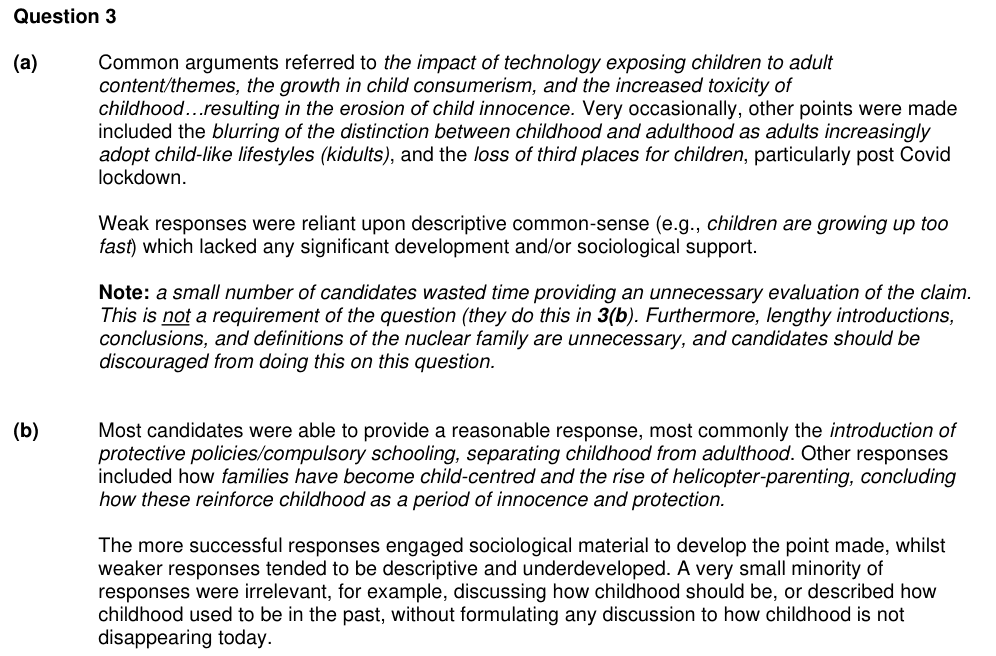 Question 3
(a) Common arguments referred to the impact of technology exposing children to adult
content/themes, the growth in child consumerism, and the increased toxicity of
childhood…resulting in the erosion of child innocence. Very occasionally, other points were made
included the blurring of the distinction between childhood and adulthood as adults increasingly
adopt child-like lifestyles (kidults), and the loss of third places for children, particularly post Covid
lockdown.
Weak responses were reliant upon descriptive common-sense (e.g., children are growing up too
fast) which lacked any significant development and/or sociological support.
Note: a small number of candidates wasted time providing an unnecessary evaluation of the claim.
This is not a requirement of the question (they do this in 3(b). Furthermore, lengthy introductions,
conclusions, and definitions of the nuclear family are unnecessary, and candidates should be
discouraged from doing this on this question.
(b) Most candidates were able to provide a reasonable response, most commonly the introduction of
protective policies/compulsory schooling, separating childhood from adulthood. Other responses
included how families have become child-centred and the rise of helicopter-parenting, concluding
how these reinforce childhood as a period of innocence and protection.
The more successful responses engaged sociological material to develop the point made, whilst
weaker responses tended to be descriptive and underdeveloped. A very small minority of
responses were irrelevant, for example, discussing how childhood should be, or described how
childhood used to be in the past, without formulating any discussion to how childhood is not
disappearing today.